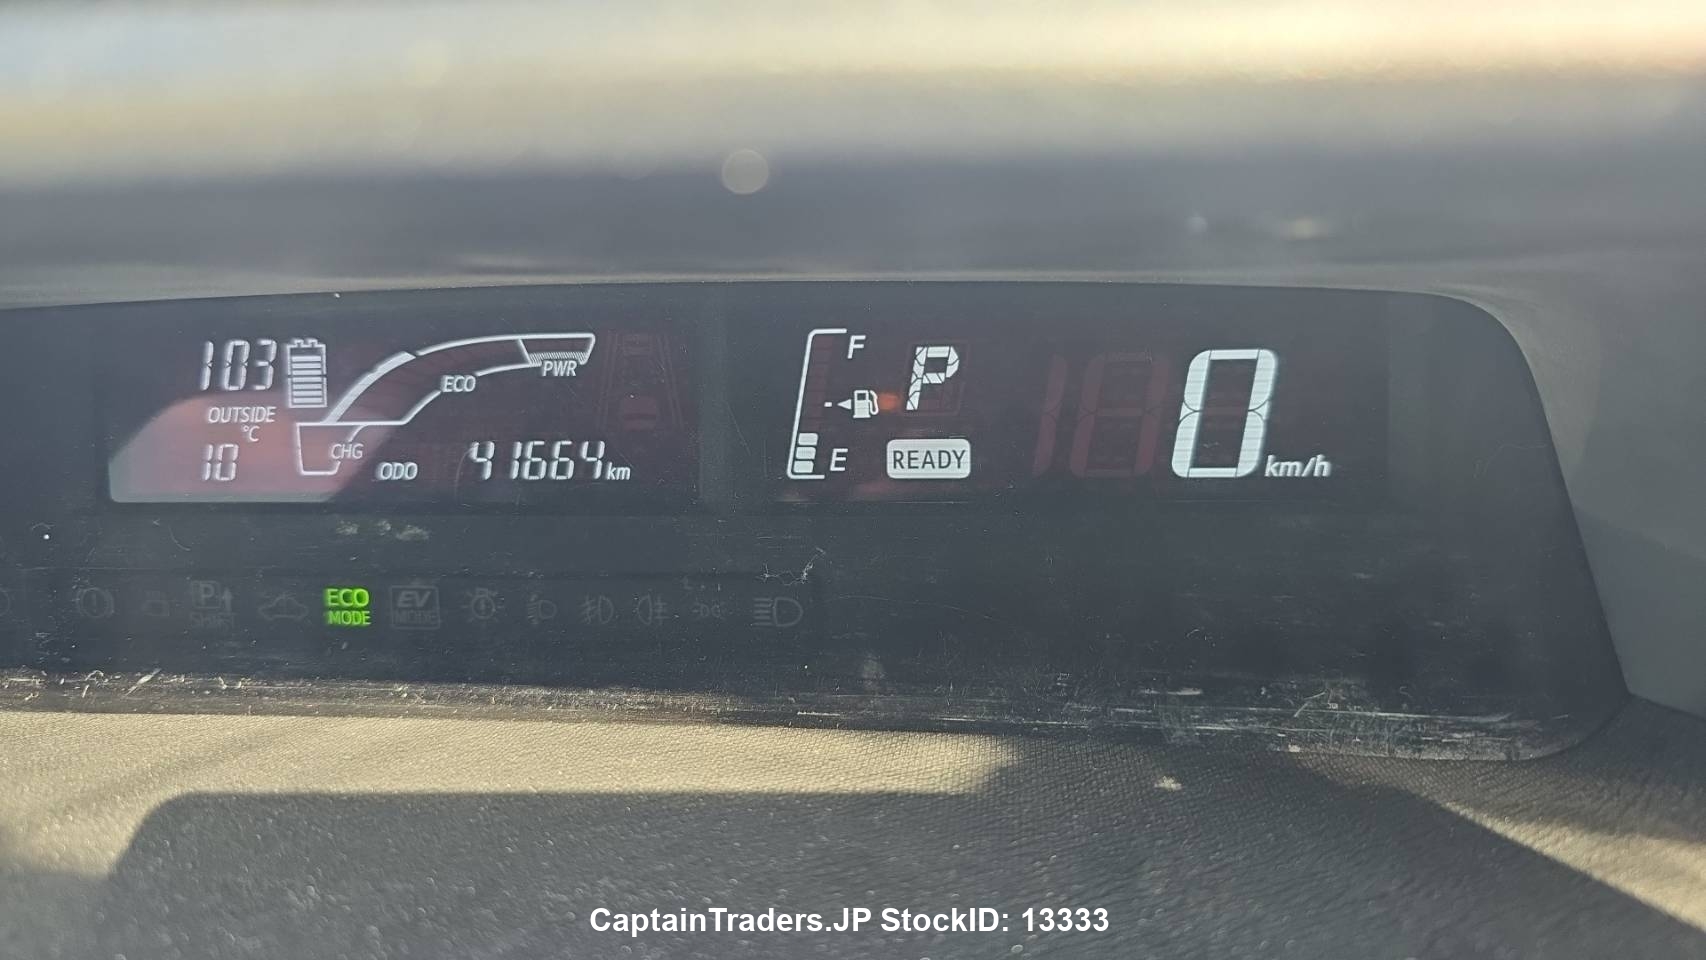 103
OUTSIDE
°C
10
CHG
ECO
PWR
ODO 41664 km
F
E
P
READY
0 km/h
P
SHIFT
ECO
MODE
EV
MODE
CaptainTraders.JP StockID: 13333